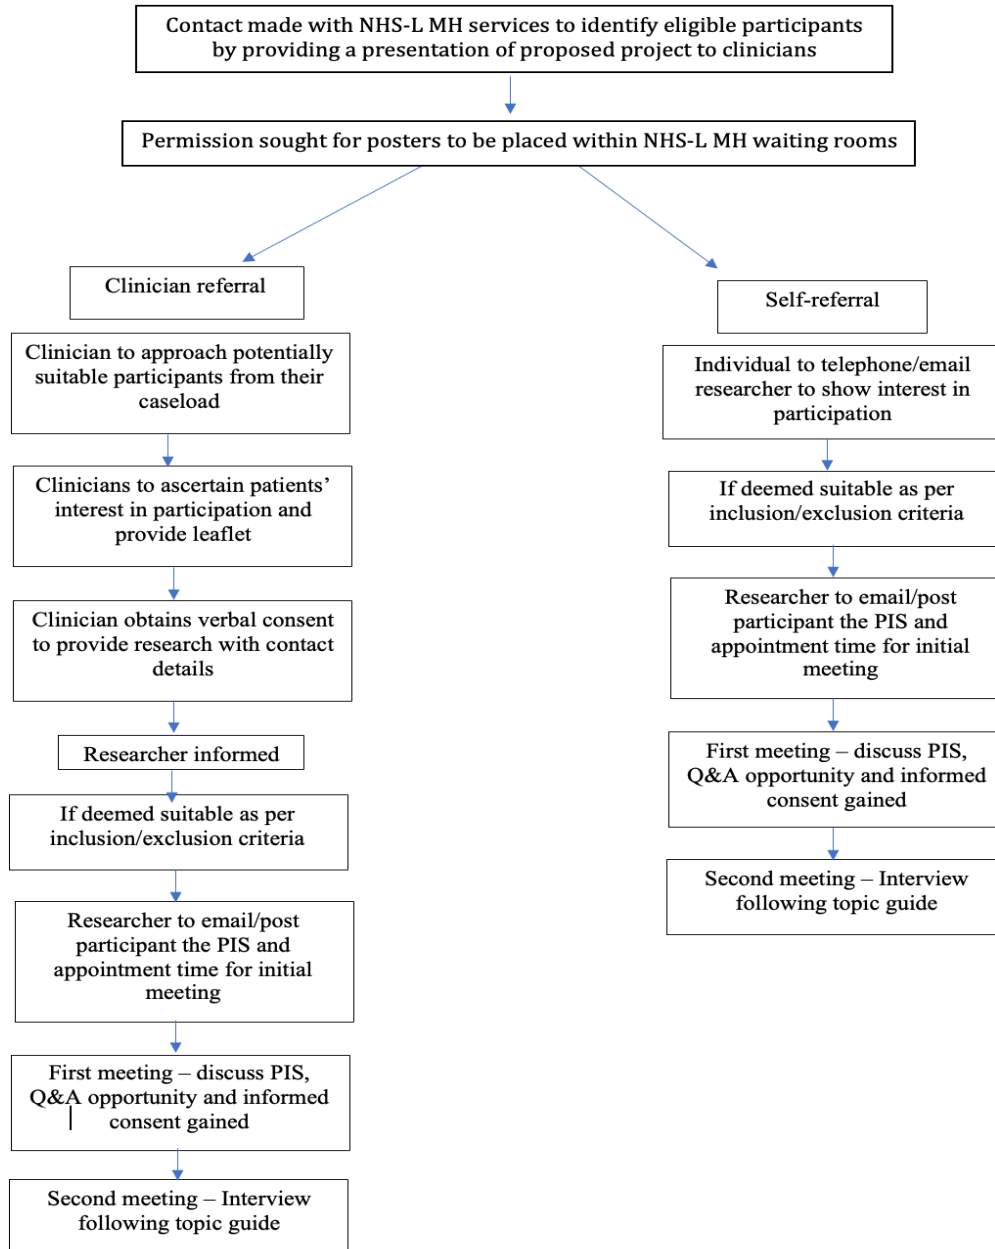 Contact made with NHS-L MH services to identify eligible participants
by providing a presentation of proposed project to clinicians
Permission sought for posters to be placed within NHS-L MH waiting rooms
Clinician referral
Clinician to approach potentially
suitable participants from their
caseload
Clinicians to ascertain patients’
interest in participation and
provide leaflet
Clinician obtains verbal consent
to provide research with contact
details
Researcher informed
If deemed suitable as per
inclusion/exclusion criteria
Researcher to email/post
participant the PIS and
appointment time for initial
meeting
First meeting – discuss PIS,
Q&A opportunity and informed
consent gained
Second meeting – Interview
following topic guide
Self-referral
Individual to telephone/email
researcher to show interest in
participation
If deemed suitable as per
inclusion/exclusion criteria
Researcher to email/post
participant the PIS and
appointment time for initial
meeting
First meeting – discuss PIS,
Q&A opportunity and informed
consent gained
Second meeting – Interview
following topic guide